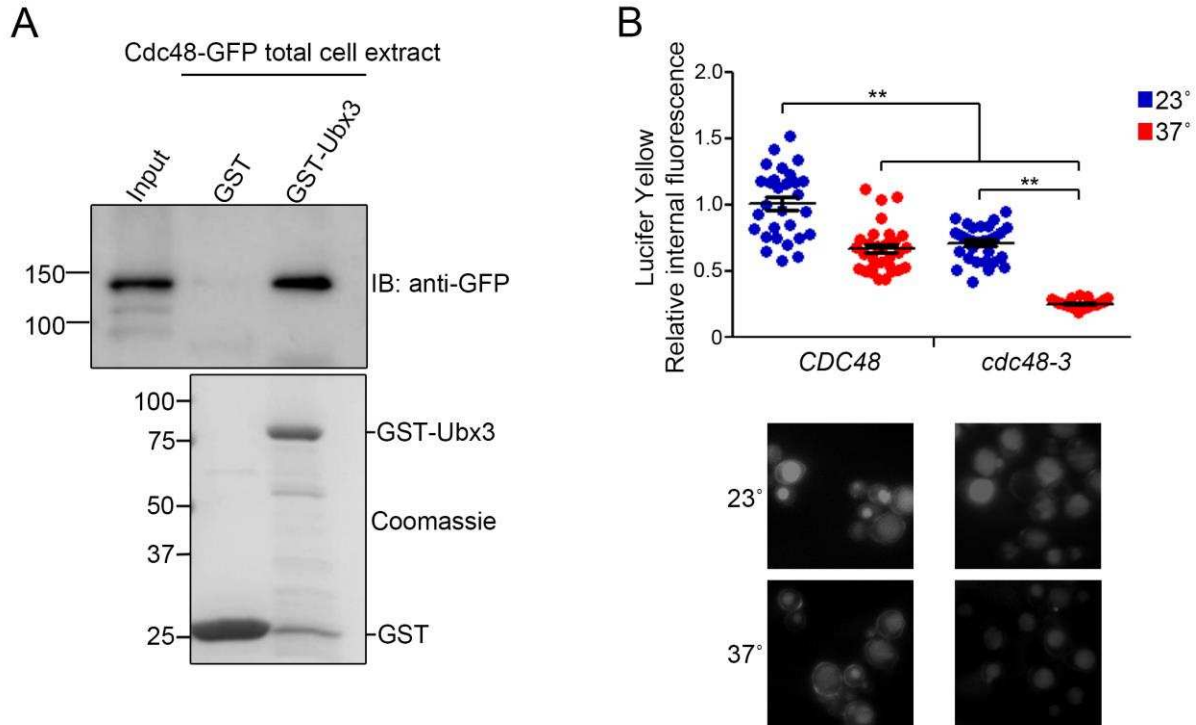 A
Cdc48-GFP total cell extract
Input
GST
GST-Ubx3
150
100
IB: anti-GFP
100
75
50
37
25
GST-Ubx3
Coomassie
GST
B
Lucifer Yellow
Relative internal fluorescence
2.0
1.5
1.0
0.5
0
**
**
23°
37°
CDC48
cdc48-3
23°
37°